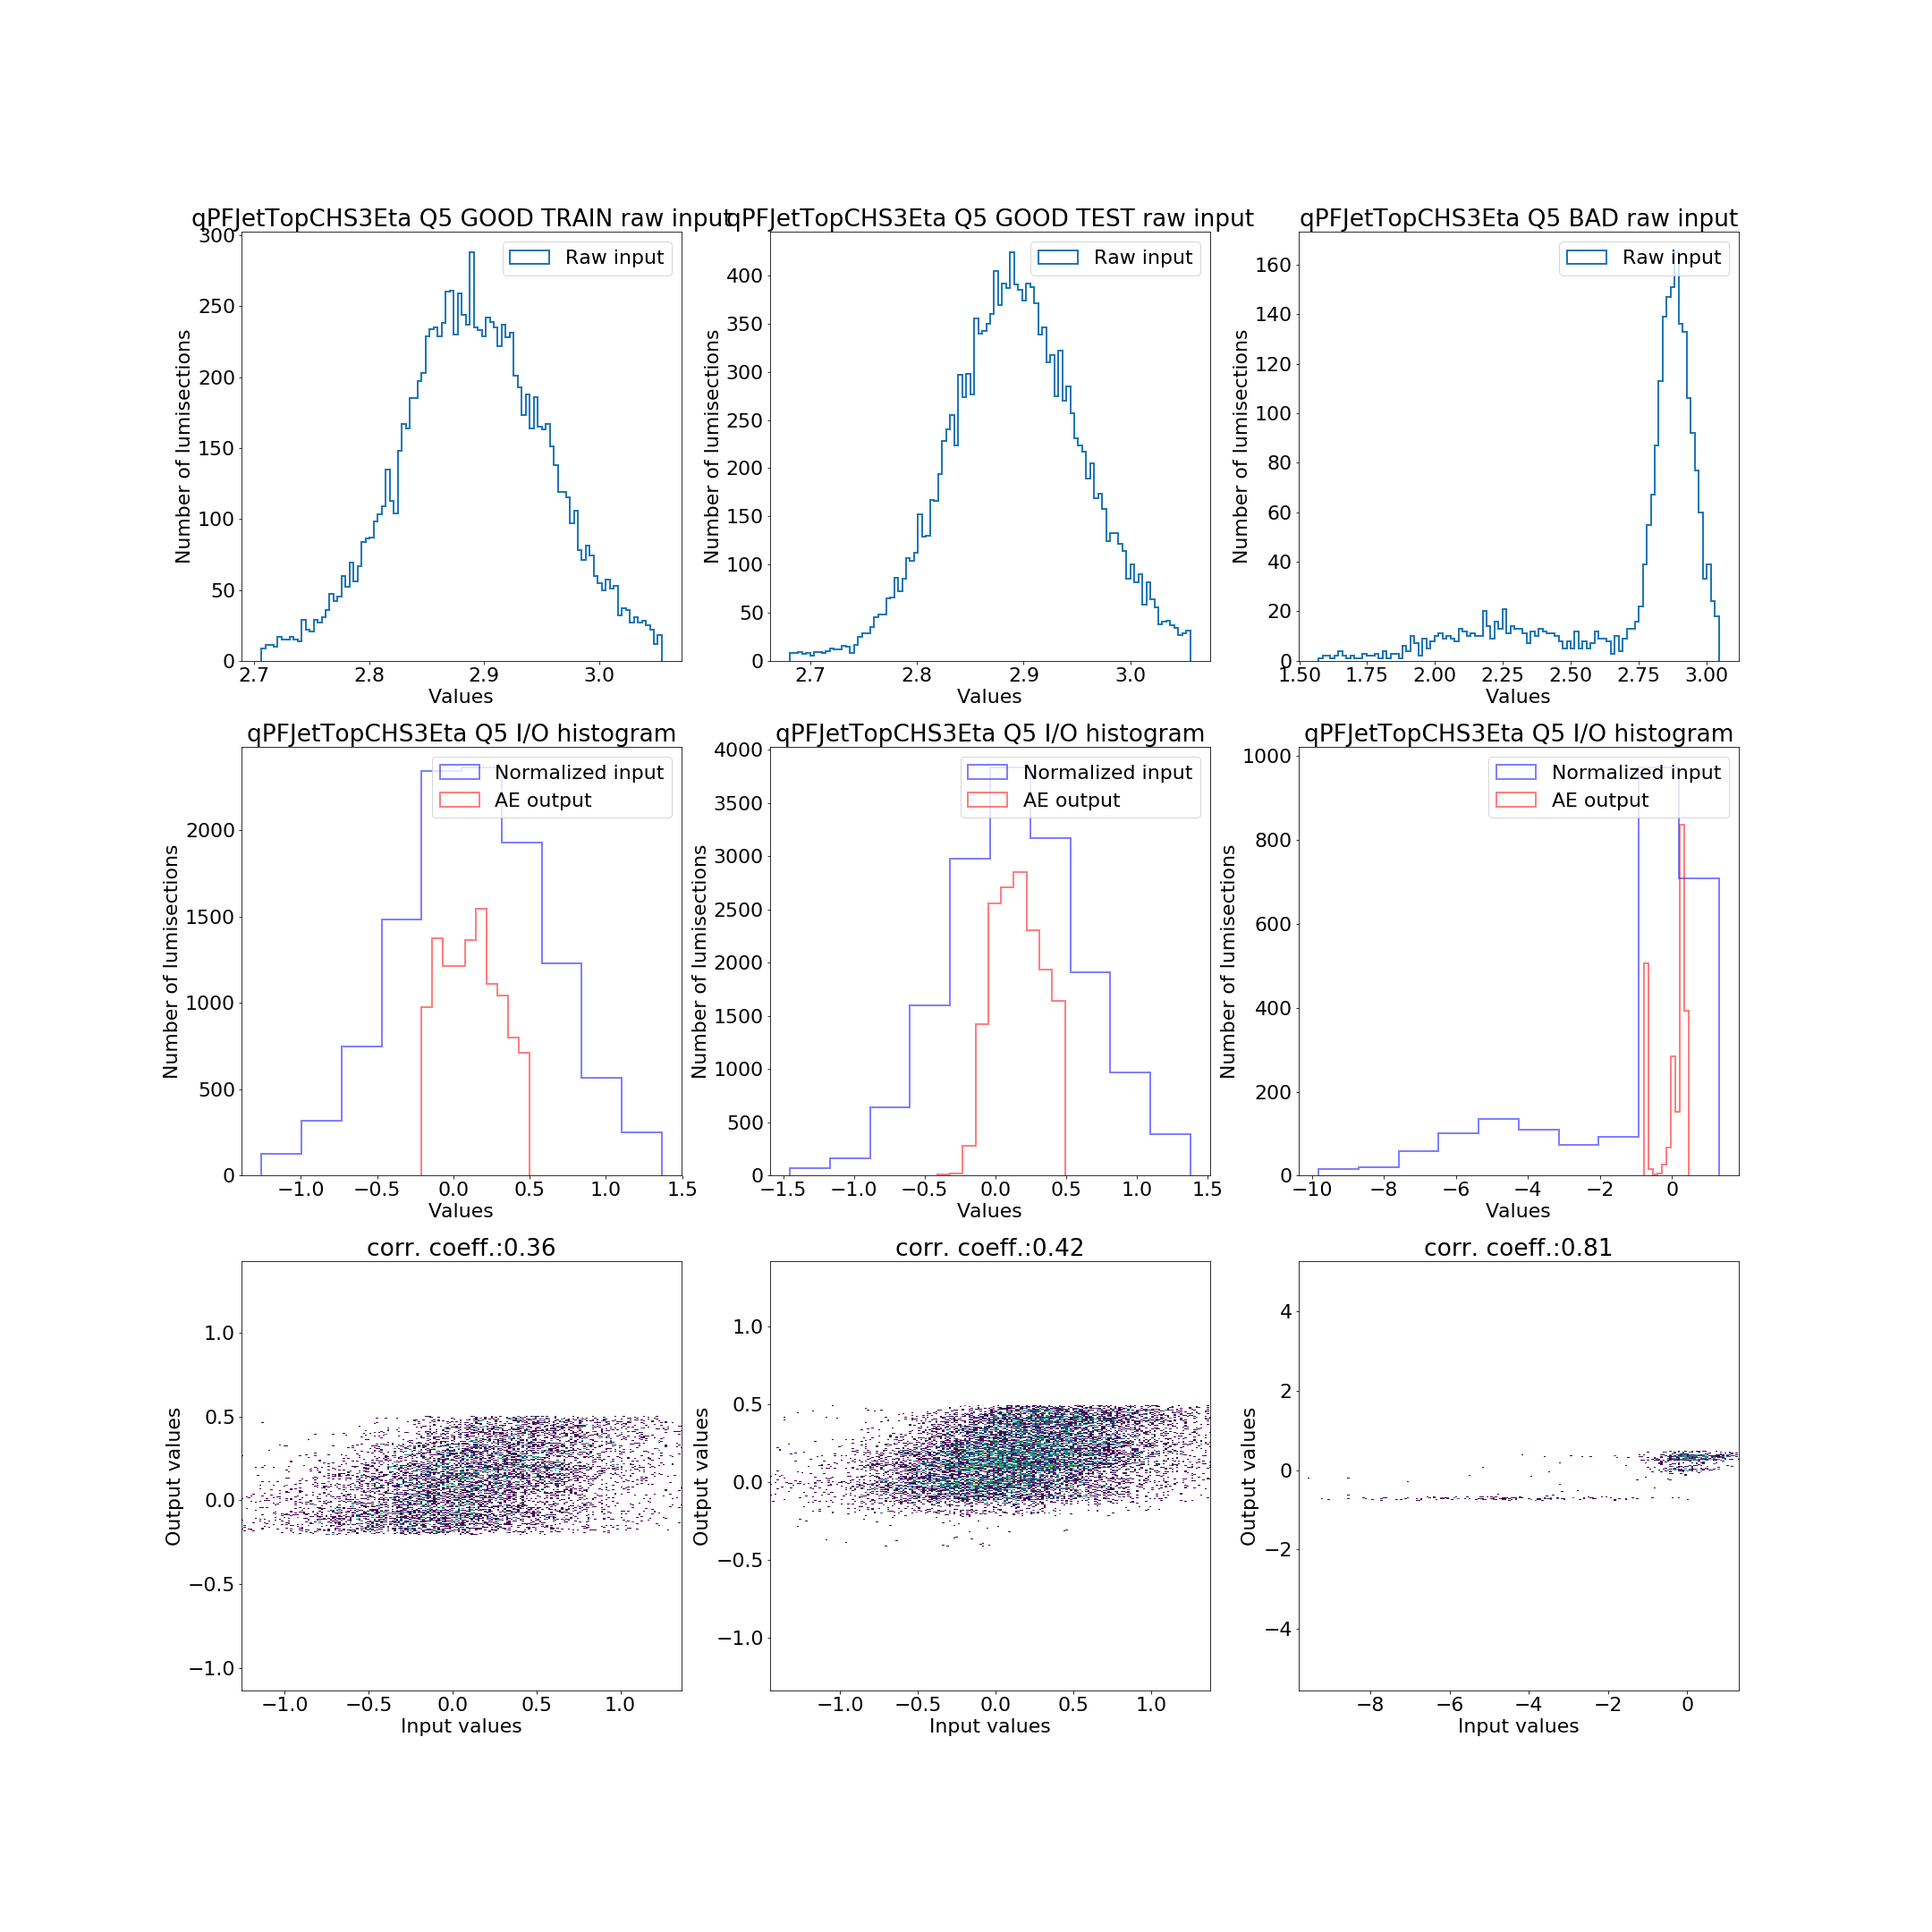 qPFJetTopCHS3Eta Q5 GOOD TRAIN raw input
Raw input
Number of lumisections
300
250
200
150
100
50
0
2.7 2.8 2.9 3.0
Values
qPFJetTopCHS3Eta Q5 GOOD TEST raw input
Raw input
Number of lumisections
400
350
300
250
200
150
100
50
0
2.7 2.8 2.9 3.0
Values
qPFJetTopCHS3Eta Q5 BAD raw input
Raw input
Number of lumisections
160
140
120
100
80
60
40
20
0
1.50 1.75 2.00 2.25 2.50 2.75 3.00
Values
qPFJetTopCHS3Eta Q5 I/O histogram
Normalized input
AE output
Number of lumisections
2000
1500
1000
500
0
−1.0 −0.5 0.0 0.5 1.0 1.5
Values
qPFJetTopCHS3Eta Q5 I/O histogram
Normalized input
AE output
Number of lumisections
4000
3500
3000
2500
2000
1500
1000
500
0
−1.5 −1.0 −0.5 0.0 0.5 1.0 1.5
Values
qPFJetTopCHS3Eta Q5 I/O histogram
Normalized input
AE output
Number of lumisections
1000
800
600
400
200
0
−10 −8 −6 −4 −2 0
Values
corr. coeff.:0.36
Output values
1.0
0.5
0.0
−0.5
−1.0
−1.0 −0.5 0.0 0.5 1.0
Input values
corr. coeff.:0.42
Output values
1.0
0.5
0.0
−0.5
−1.0
−1.0 −0.5 0.0 0.5 1.0
Input values
corr. coeff.:0.81
Output values
4
2
0
−2
−4
−8 −6 −4 −2 0
Input values